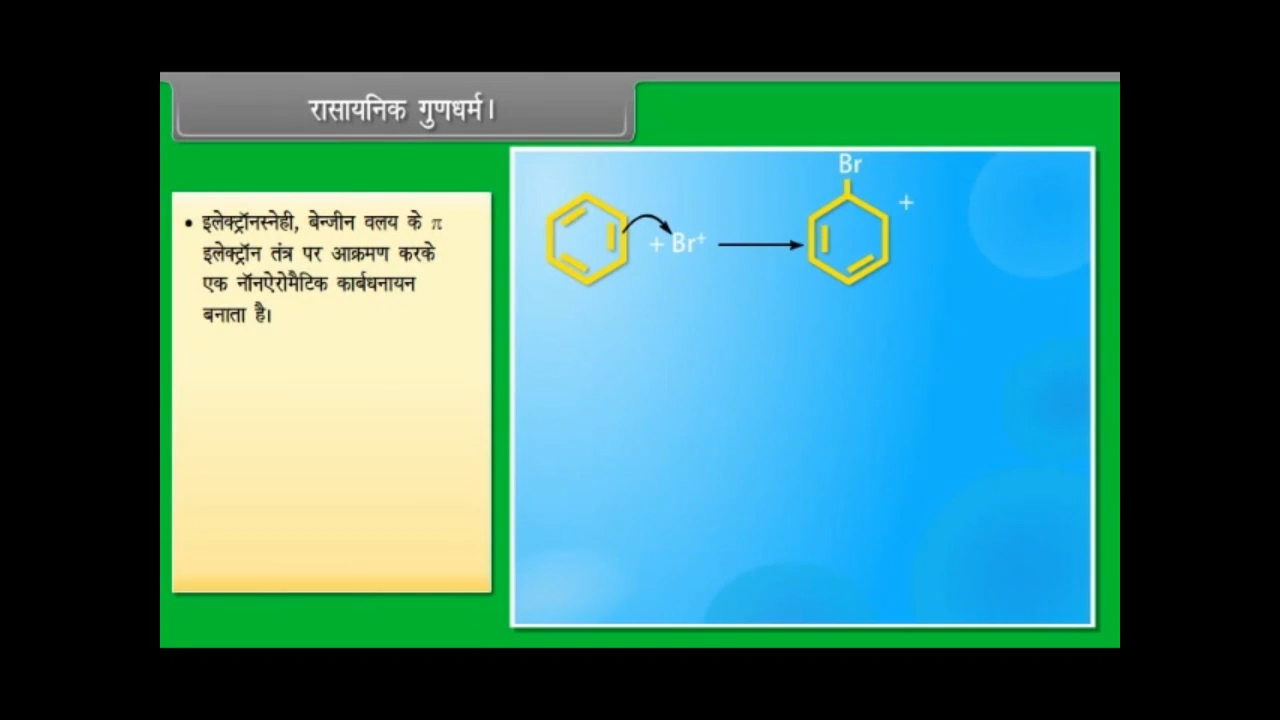 रासायनिक गुणधर्म।
• इलेक्ट्रॉनस्नेही, बेन्जीन वलय के π
इलेक्ट्रॉन तंत्र पर आक्रमण करके
एक नॉनऐरोमैटिक कार्बधनायन
बनाता है।
Br
+
+ Br⁺